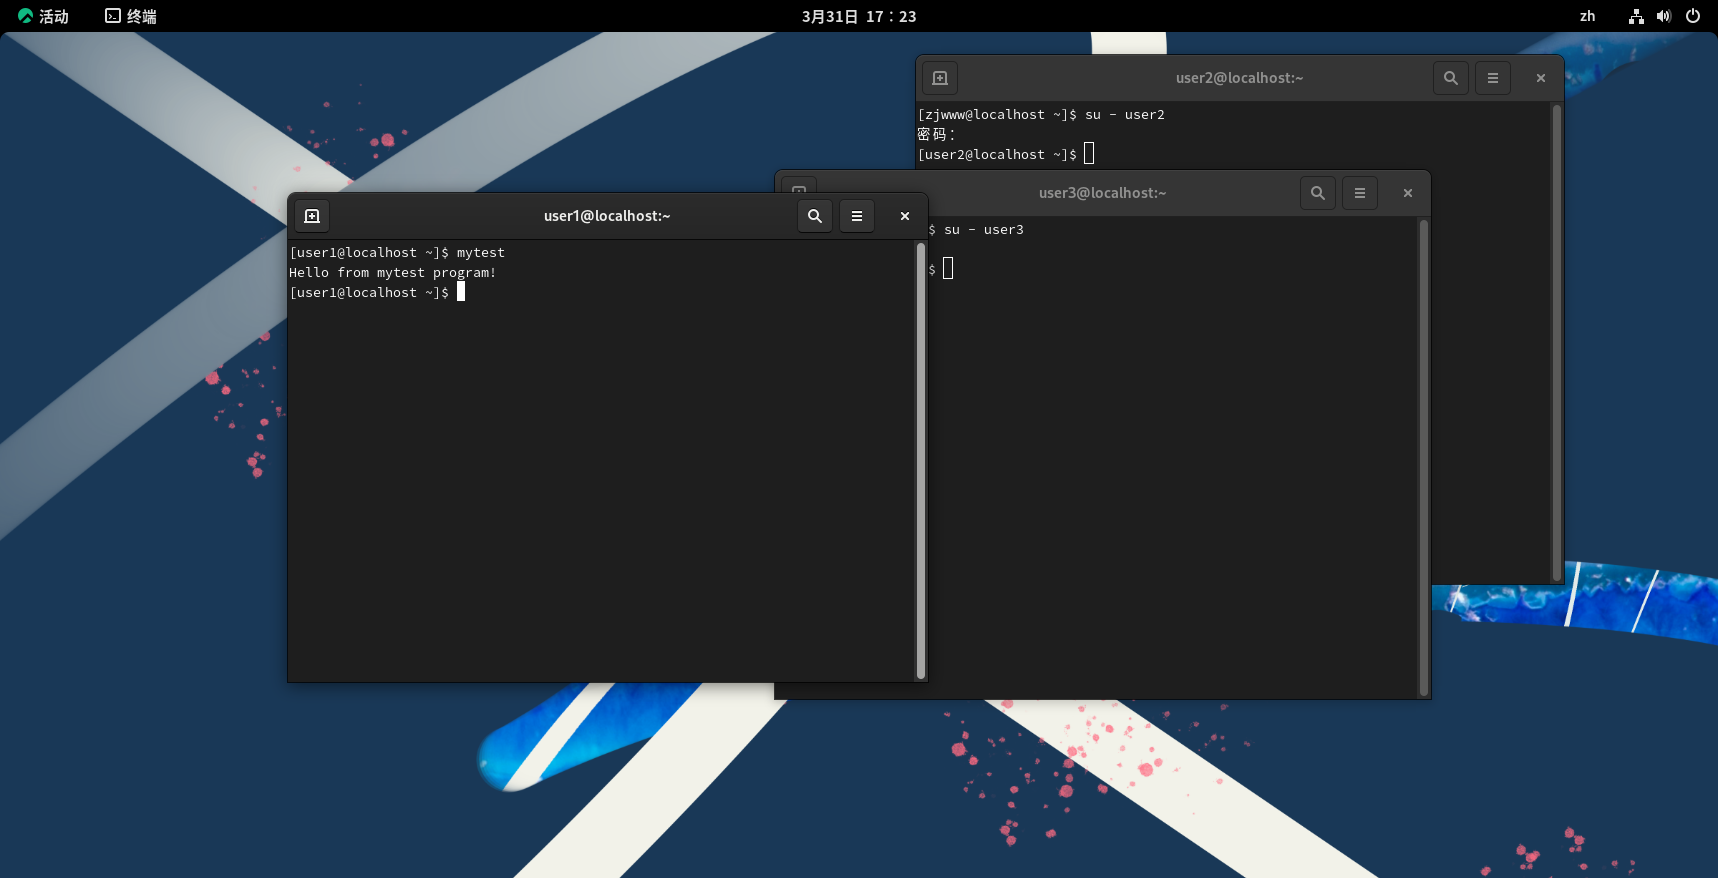 活动 终端 3月31日 17：23 zh
user2@localhost:~
[zjwww@localhost ~]$ su - user2
密码：
[user2@localhost ~]$
user3@localhost:~
$ su - user3
$
user1@localhost:~
[user1@localhost ~]$ mytest
Hello from mytest program!
[user1@localhost ~]$